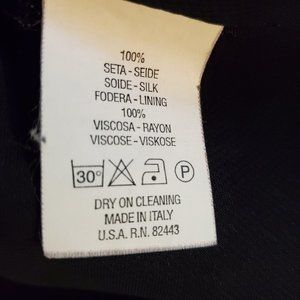 100%
SETA - SEIDE
SOIDE - SILK
FODERA - LINING
100%
VISCOSA - RAYON
VISCOSE - VISKOSE
30° P
DRY ON CLEANING
MADE IN ITALY
U.S.A. R.N. 82443